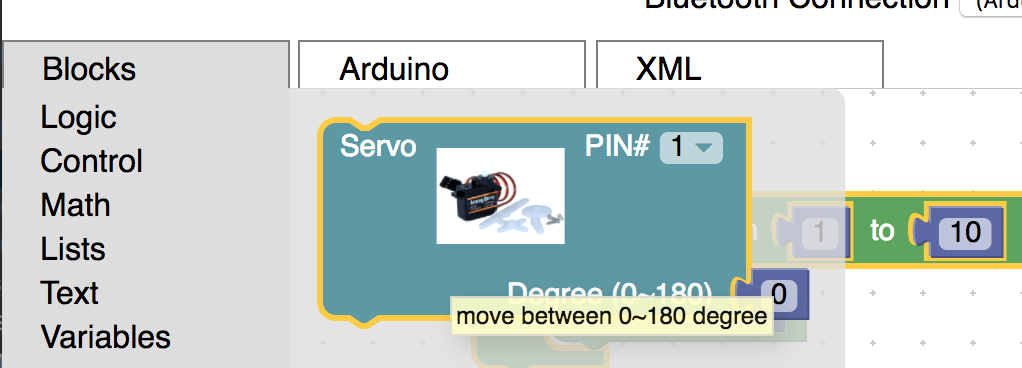 Bluetooth Connection
Blocks
Arduino
XML
Logic
Control
Math
Lists
Text
Variables
Servo
PIN# 1
1 to 10
Degree (0~180) 0
move between 0~180 degree